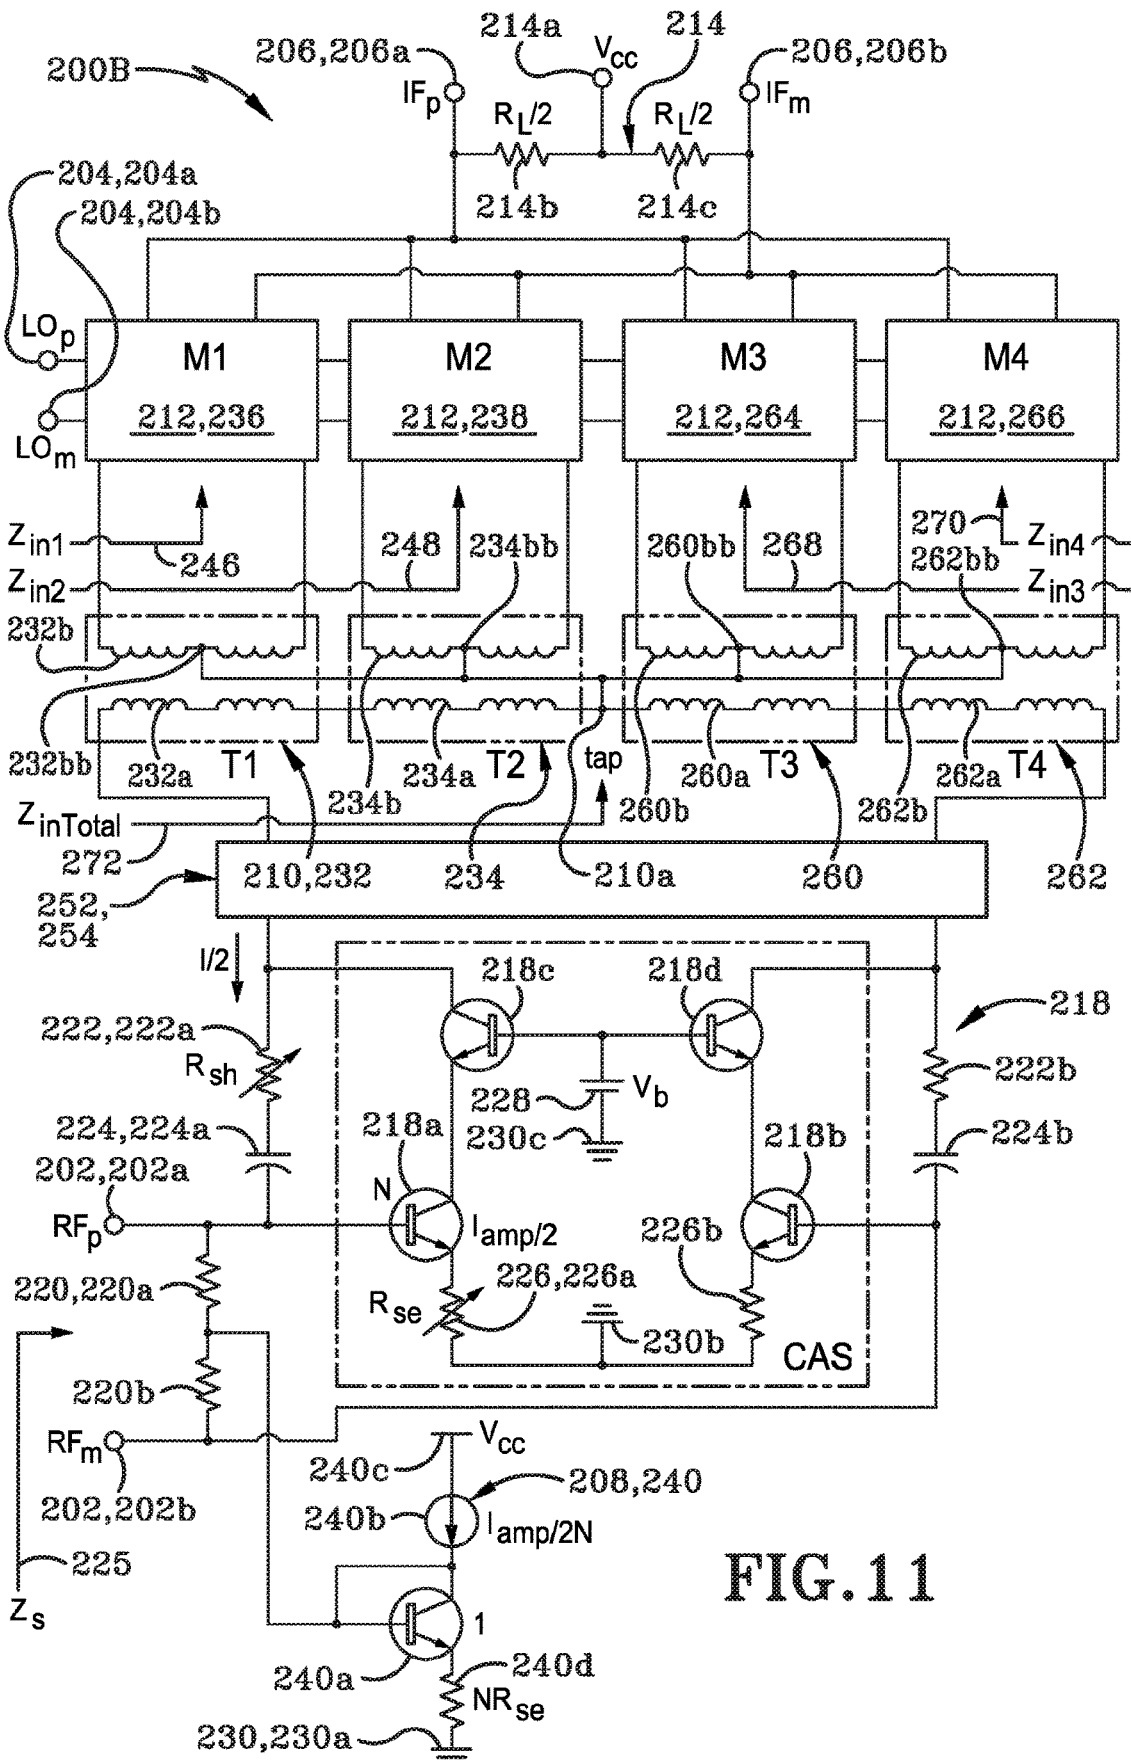 200B
206,206a
214a
214
206,206b
Vcc
IFp
IFm
RL/2
RL/2
214b
214c
204,204a
204,204b
LOp
LOm
M1
212,236
M2
212,238
M3
212,264
M4
212,266
Zin1
246
Zin2
248
234bb
260bb
268
270
262bb
Zin4
Zin3
232b
232bb
232a
T1
234b
234a
T2
tap
260b
260a
T3
262b
262a
T4
ZinTotal
272
210,232
234
210a
260
262
252,
254
I/2
218c
218d
218
222,222a
Rsh
222b
228
Vb
230c
224,224a
218a
218b
224b
202,202a
N
RFp
Iamp/2
226b
220,220a
226,226a
Rse
230b
CAS
220b
RFm
202,202b
Vcc
240c
208,240
240b
Iamp/2N
225
Zs
FIG.11
1
240a
240d
NRse
230,230a